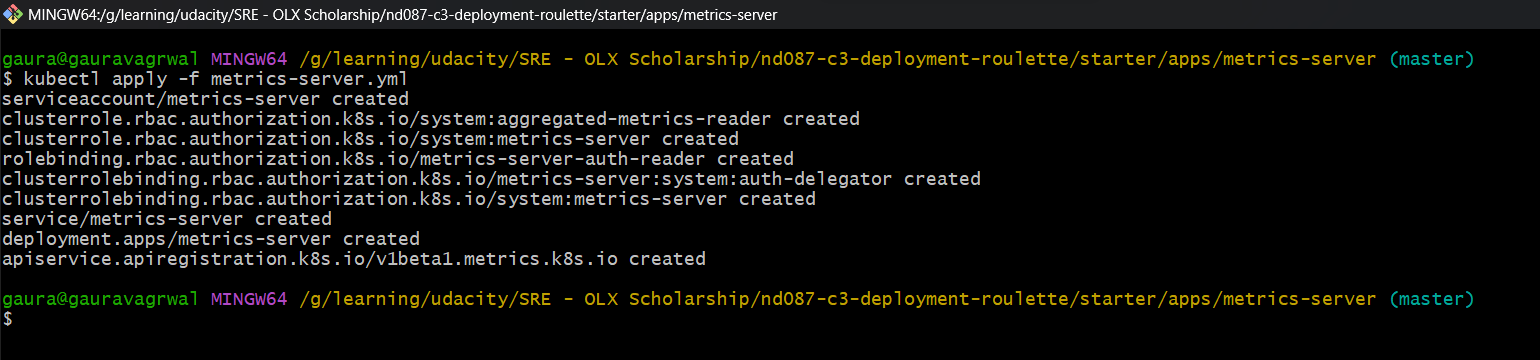 MINGW64:/g/learning/udacity/SRE - OLX Scholarship/nd087-c3-deployment-roulette/starter/apps/metrics-server
gaura@gauravagrwal MINGW64 /g/learning/udacity/SRE - OLX Scholarship/nd087-c3-deployment-roulette/starter/apps/metrics-server (master)
$ kubectl apply -f metrics-server.yml
serviceaccount/metrics-server created
clusterrole.rbac.authorization.k8s.io/system:aggregated-metrics-reader created
clusterrole.rbac.authorization.k8s.io/system:metrics-server created
rolebinding.rbac.authorization.k8s.io/metrics-server-auth-reader created
clusterrolebinding.rbac.authorization.k8s.io/metrics-server:system:auth-delegator created
clusterrolebinding.rbac.authorization.k8s.io/system:metrics-server created
service/metrics-server created
deployment.apps/metrics-server created
apiservice.apiregistration.k8s.io/v1beta1.metrics.k8s.io created
gaura@gauravagrwal MINGW64 /g/learning/udacity/SRE - OLX Scholarship/nd087-c3-deployment-roulette/starter/apps/metrics-server (master)
$